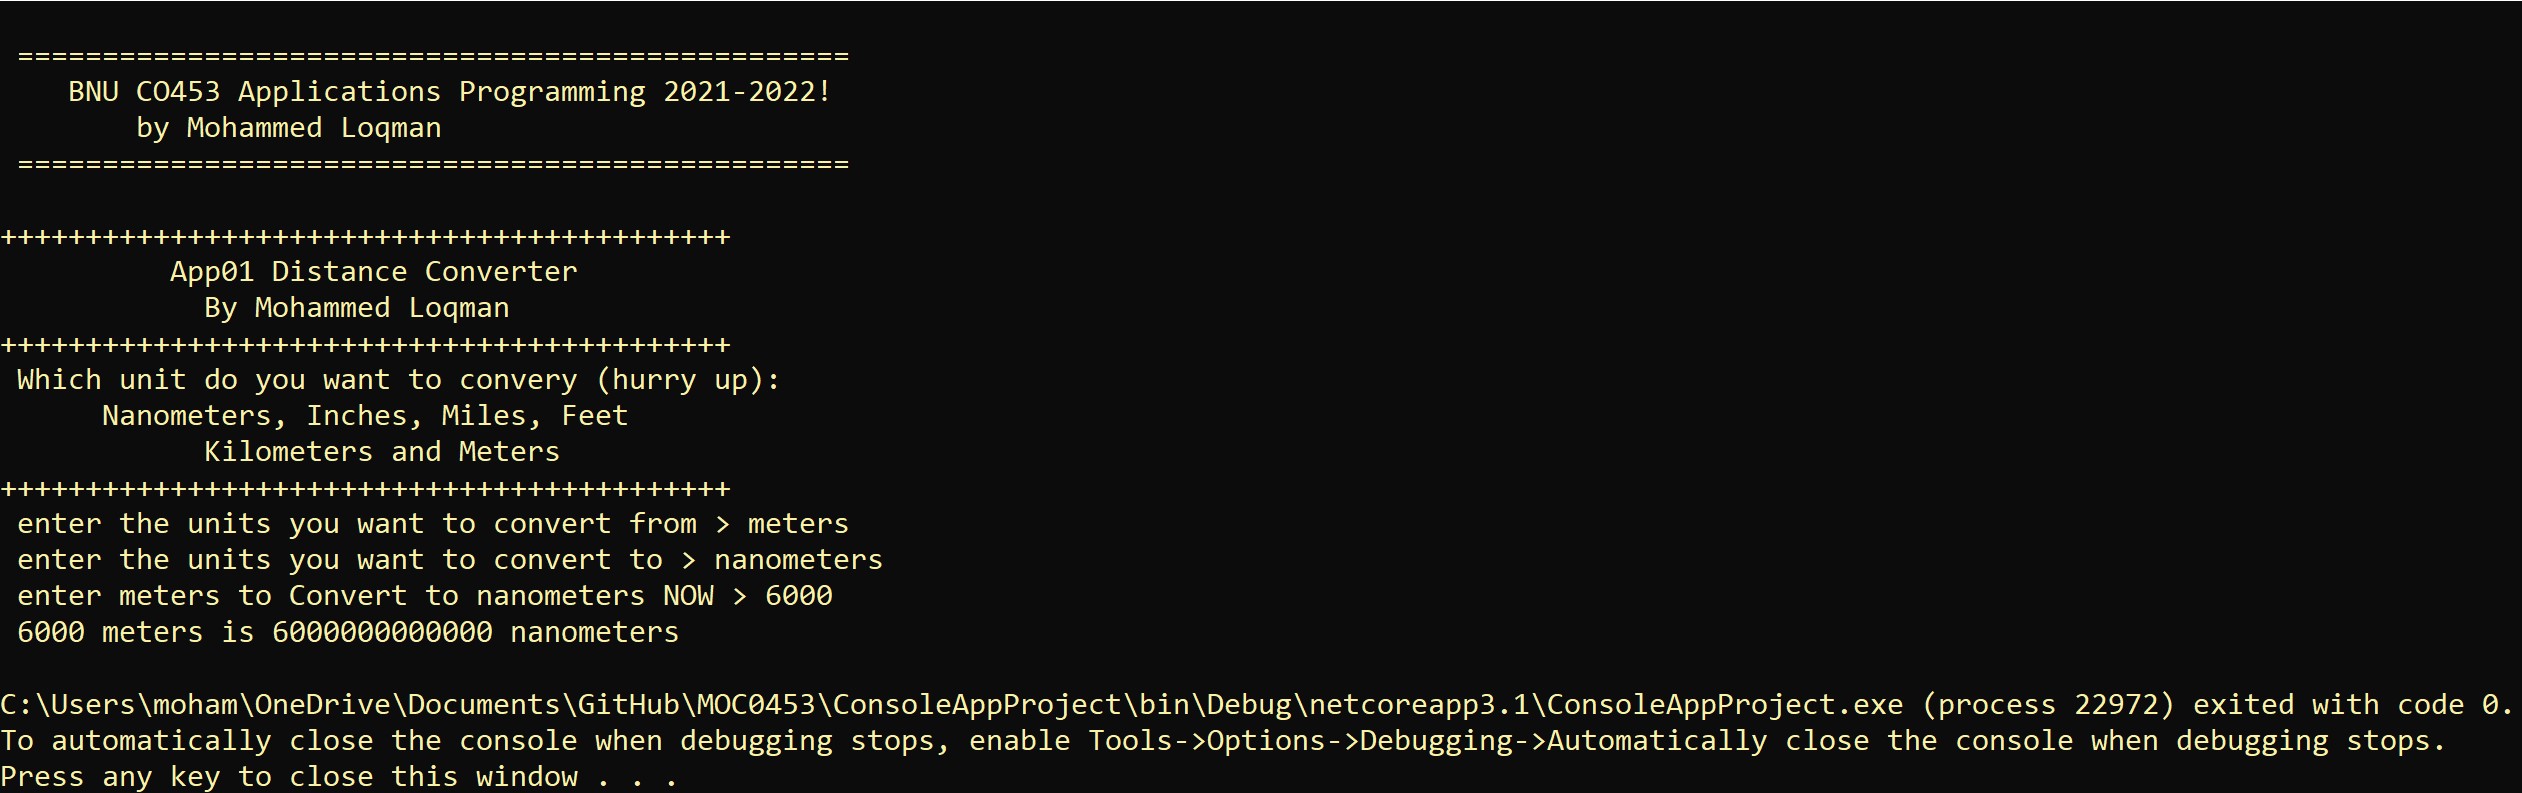 =================================================
BNU CO453 Applications Programming 2021-2022!
by Mohammed Loqman
=================================================
+++++++++++++++++++++++++++++++++++++++++++
App01 Distance Converter
By Mohammed Loqman
+++++++++++++++++++++++++++++++++++++++++++
Which unit do you want to convery (hurry up):
Nanometers, Inches, Miles, Feet
Kilometers and Meters
+++++++++++++++++++++++++++++++++++++++++++
enter the units you want to convert from > meters
enter the units you want to convert to > nanometers
enter meters to Convert to nanometers NOW > 6000
6000 meters is 6000000000000 nanometers
C:\Users\moham\OneDrive\Documents\GitHub\MOC0453\ConsoleAppProject\bin\Debug\netcoreapp3.1\ConsoleAppProject.exe (process 22972) exited with code 0.
To automatically close the console when debugging stops, enable Tools->Options->Debugging->Automatically close the console when debugging stops.
Press any key to close this window . . .